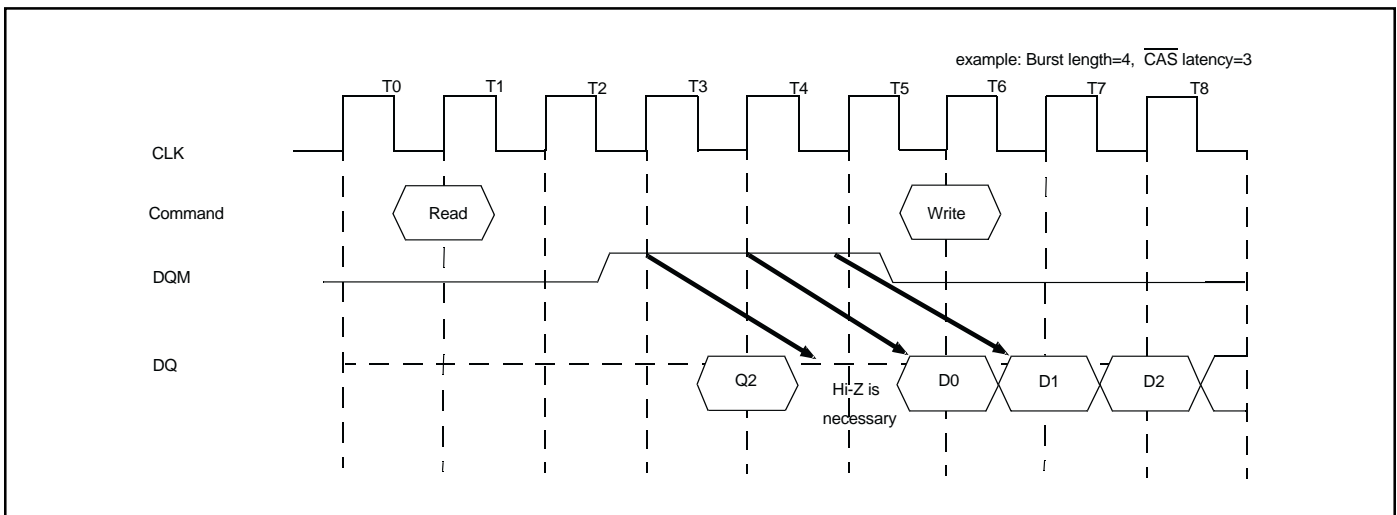 example: Burst length=4, CAS latency=3
T0 T1 T2 T3 T4 T5 T6 T7 T8
CLK
Command Read Write
DQM
DQ Q2 D0 D1 D2
Hi-Z is
necessary